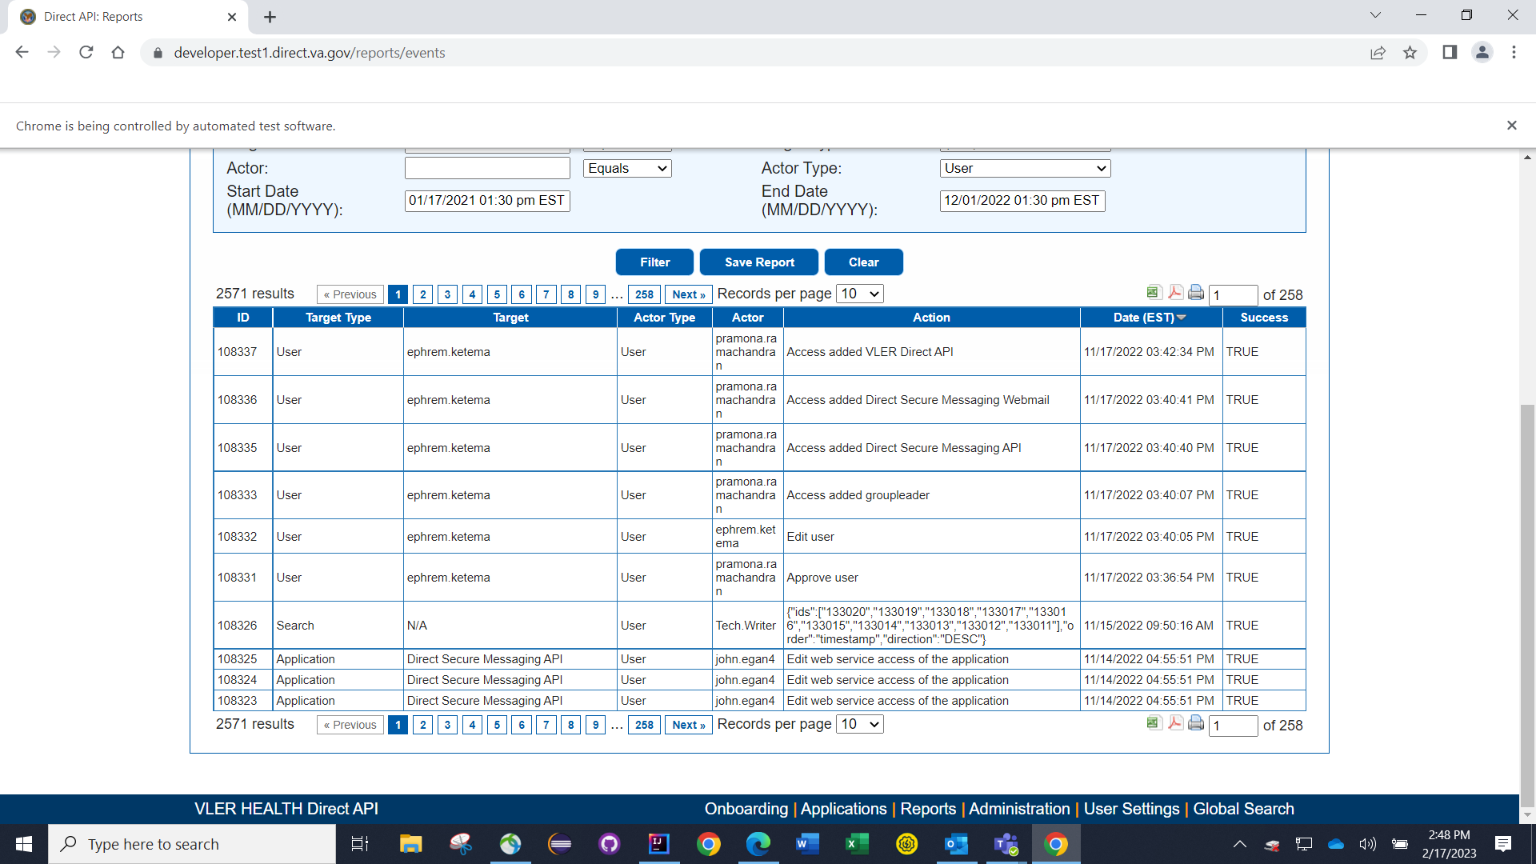 Direct API: Reports
developer.test1.direct.va.gov/reports/events
Chrome is being controlled by automated test software.
Actor: Equals Actor Type: User
Start Date
(MM/DD/YYYY): 01/17/2021 01:30 pm EST
End Date
(MM/DD/YYYY): 12/01/2022 01:30 pm EST
Filter Save Report Clear
2571 results « Previous 1 2 3 4 5 6 7 8 9 ... 258 Next » Records per page 10 1 of 258
ID Target Type Target Actor Type Actor Action Date (EST) Success
108337 User ephrem.ketema User pramona.ra
machandra
n Access added VLER Direct API 11/17/2022 03:42:34 PM TRUE
108336 User ephrem.ketema User pramona.ra
machandra
n Access added Direct Secure Messaging Webmail 11/17/2022 03:40:41 PM TRUE
108335 User ephrem.ketema User pramona.ra
machandra
n Access added Direct Secure Messaging API 11/17/2022 03:40:40 PM TRUE
108333 User ephrem.ketema User pramona.ra
machandra
n Access added groupleader 11/17/2022 03:40:07 PM TRUE
108332 User ephrem.ketema User ephrem.ket
ema Edit user 11/17/2022 03:40:05 PM TRUE
108331 User ephrem.ketema User pramona.ra
machandra
n Approve user 11/17/2022 03:36:54 PM TRUE
108326 Search N/A User Tech.Writer {"ids":["133020","133019","133018","133017","13301
6","133015","133014","133013","133012","133011"],"o
rder":"timestamp","direction":"DESC"} 11/15/2022 09:50:16 AM TRUE
108325 Application Direct Secure Messaging API User john.egan4 Edit web service access of the application 11/14/2022 04:55:51 PM TRUE
108324 Application Direct Secure Messaging API User john.egan4 Edit web service access of the application 11/14/2022 04:55:51 PM TRUE
108323 Application Direct Secure Messaging API User john.egan4 Edit web service access of the application 11/14/2022 04:55:51 PM TRUE
2571 results « Previous 1 2 3 4 5 6 7 8 9 ... 258 Next » Records per page 10 1 of 258
VLER HEALTH Direct API Onboarding | Applications | Reports | Administration | User Settings | Global Search
Type here to search
2:48 PM
2/17/2023